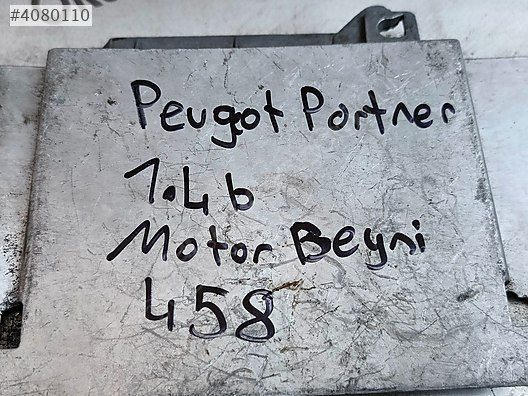 #4080110
Peugot Partner
1.4 b
Motor Beyni
458